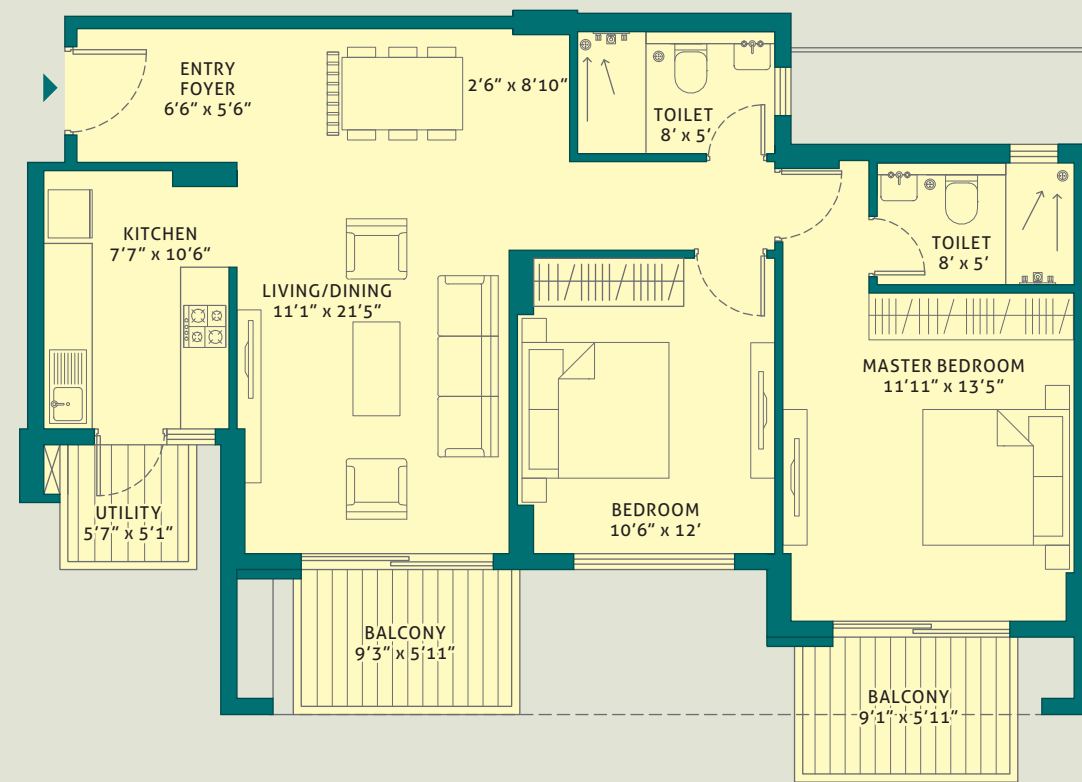 ENTRY
FOYER
6'6" x 5'6"
2'6" x 8'10"
TOILET
8' x 5'
KITCHEN
7'7" x 10'6"
TOILET
8' x 5'
LIVING/DINING
11'1" x 21'5"
MASTER BEDROOM
11'11" x 13'5"
UTILITY
5'7" x 5'1"
BEDROOM
10'6" x 12'
BALCONY
9'3" x 5'11"
BALCONY
9'1" x 5'11"